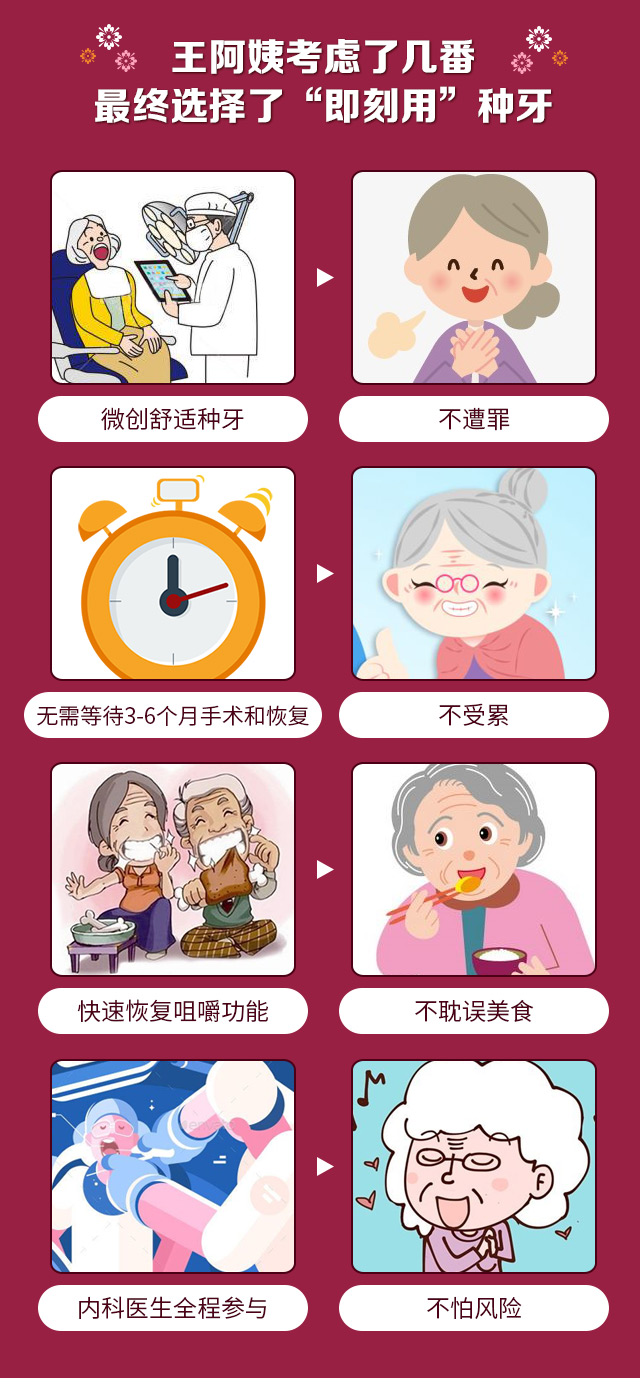 王阿姨考虑了几番
最终选择了“即刻用”种牙
微创舒适种牙
不遭罪
无需等待3-6个月手术和恢复
不受累
快速恢复咀嚼功能
不耽误美食
内科医生全程参与
不怕风险